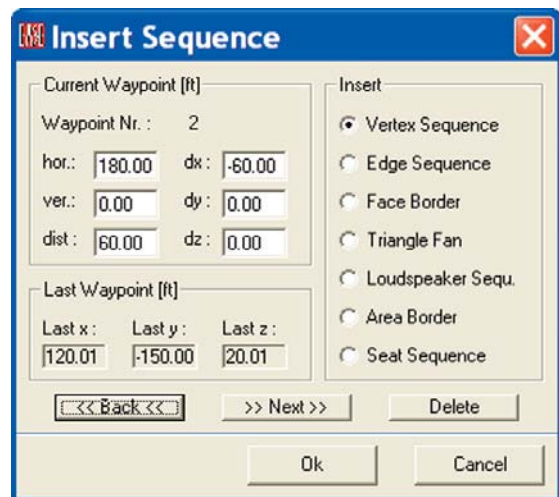 EASE Insert Sequence
Current Waypoint [ft]
Waypoint Nr. : 2
hor.: 180.00 dx : -60.00
ver.: 0.00 dy : 0.00
dist : 60.00 dz : 0.00
Last Waypoint [ft]
Last x : Last y : Last z :
120.01 -150.00 20.01
Insert
Vertex Sequence
Edge Sequence
Face Border
Triangle Fan
Loudspeaker Sequ.
Area Border
Seat Sequence
<< Back << >> Next >> Delete
Ok Cancel